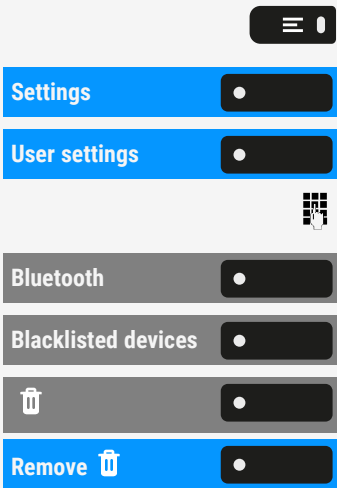 Settings
User settings
Bluetooth
Blacklisted devices
Remove